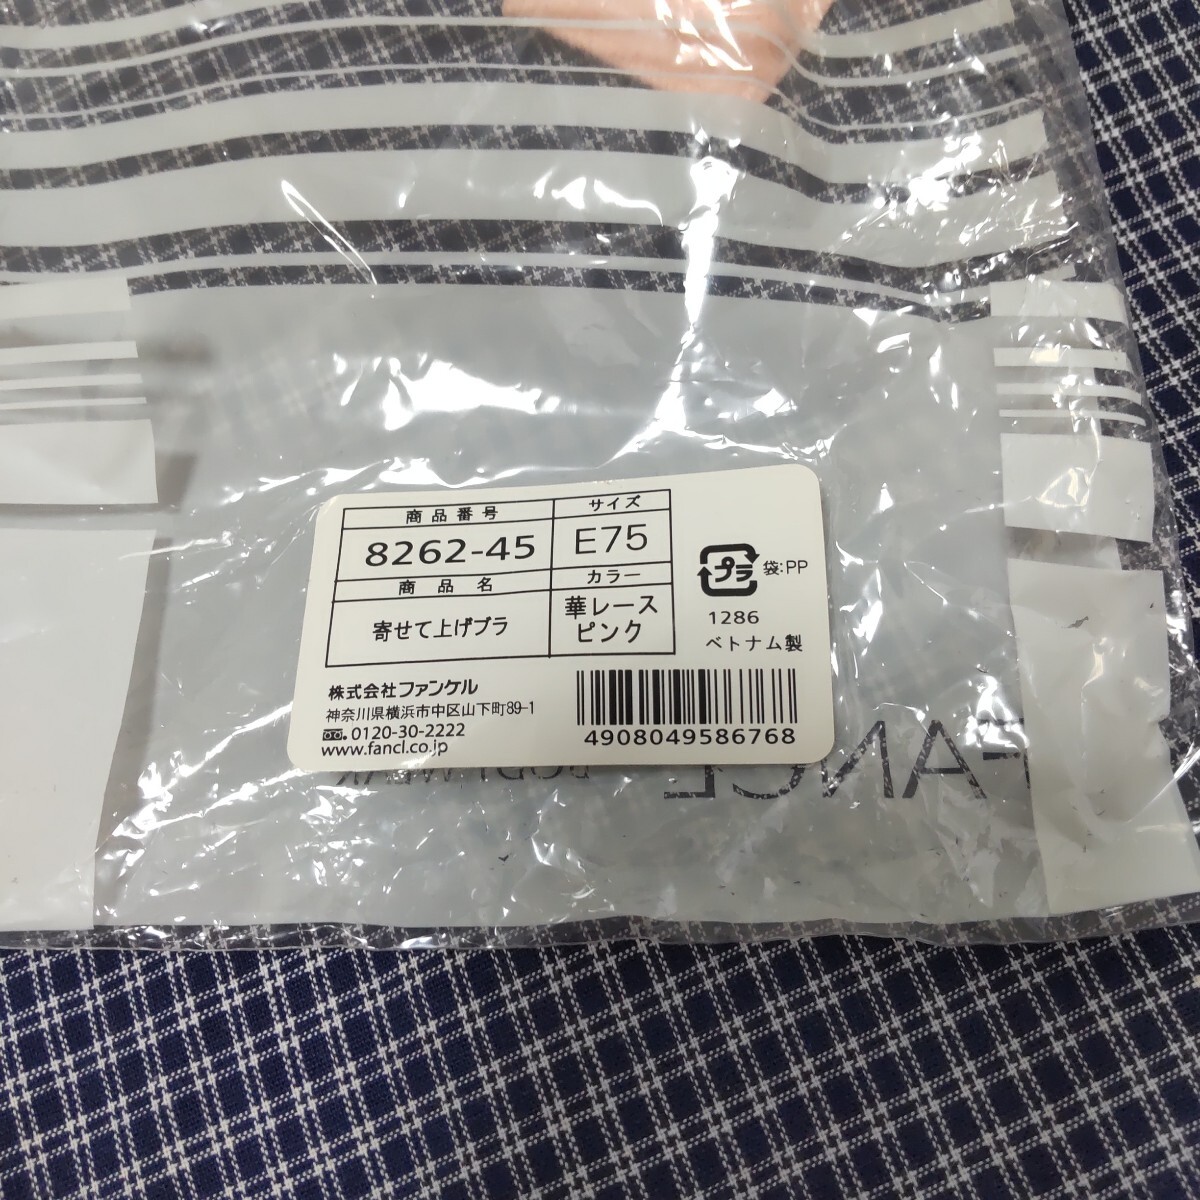 商品番号
サイズ
8262-45
E75
商品名
カラー
寄せて上げブラ
華レース
ピンク
プラ
袋:PP
1286
ベトナム製
株式会社ファンケル
神奈川県横浜市中区山下町89-1
0120-30-2222
www.fancl.co.jp
4908049586768